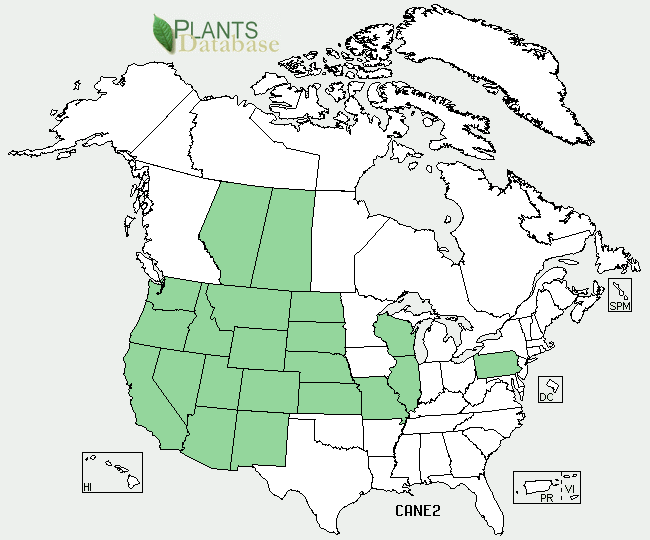 PLANTS
Database
SPM
DC
HI
PR
VI
CANE2